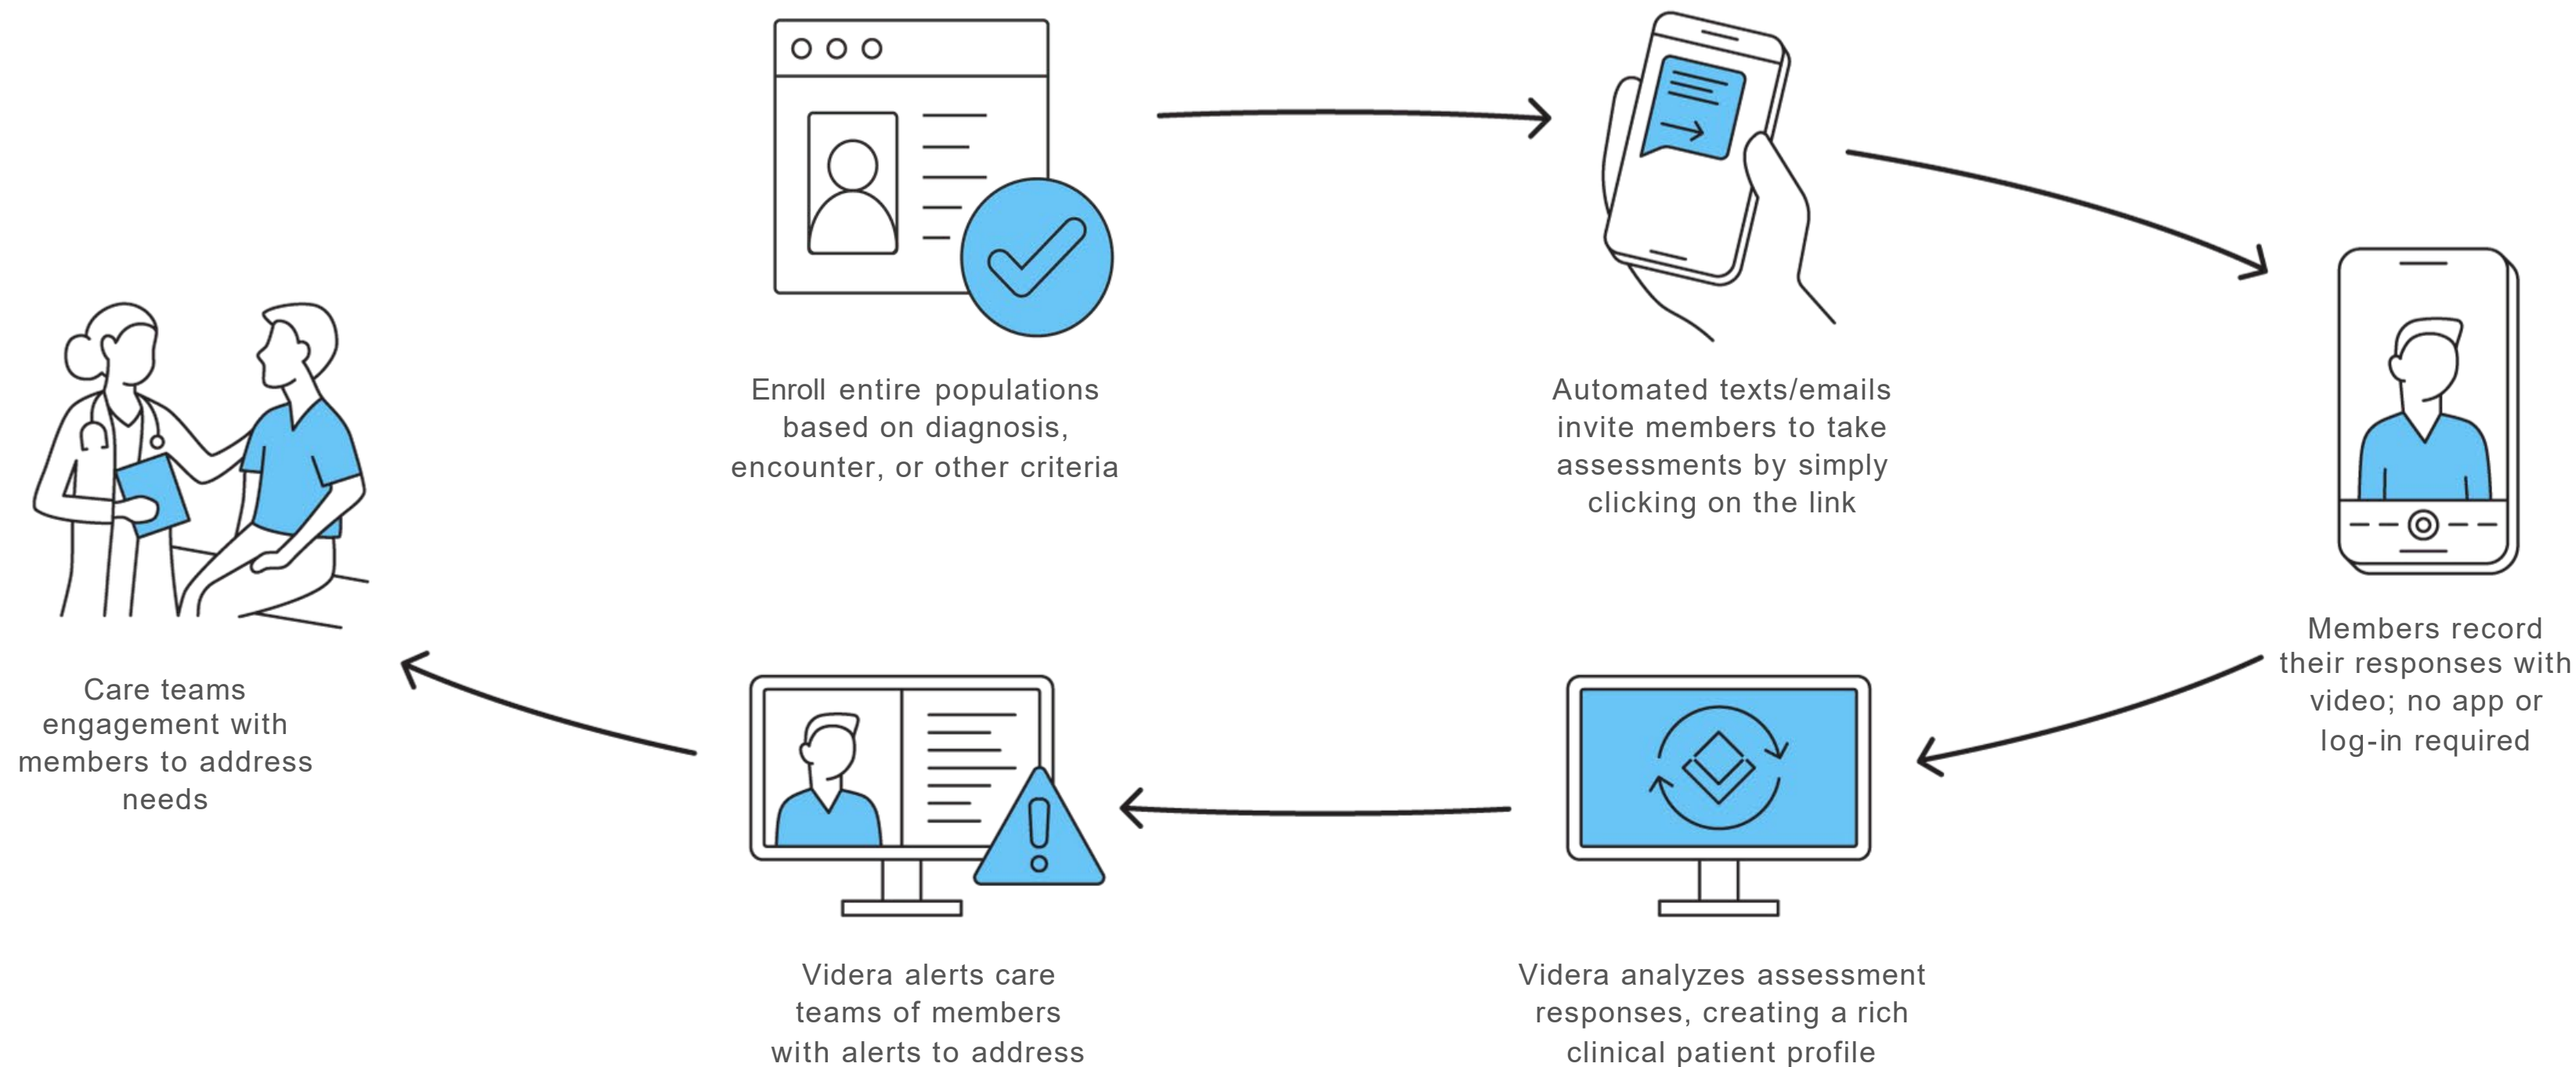 Enroll entire populations
based on diagnosis,
encounter, or other criteria
Automated texts/emails
invite members to take
assessments by simply
clicking on the link
Members record
their responses with
video; no app or
log-in required
Videra analyzes assessment
responses, creating a rich
clinical patient profile
Videra alerts care
teams of members
with alerts to address
Care teams
engagement with
members to address
needs